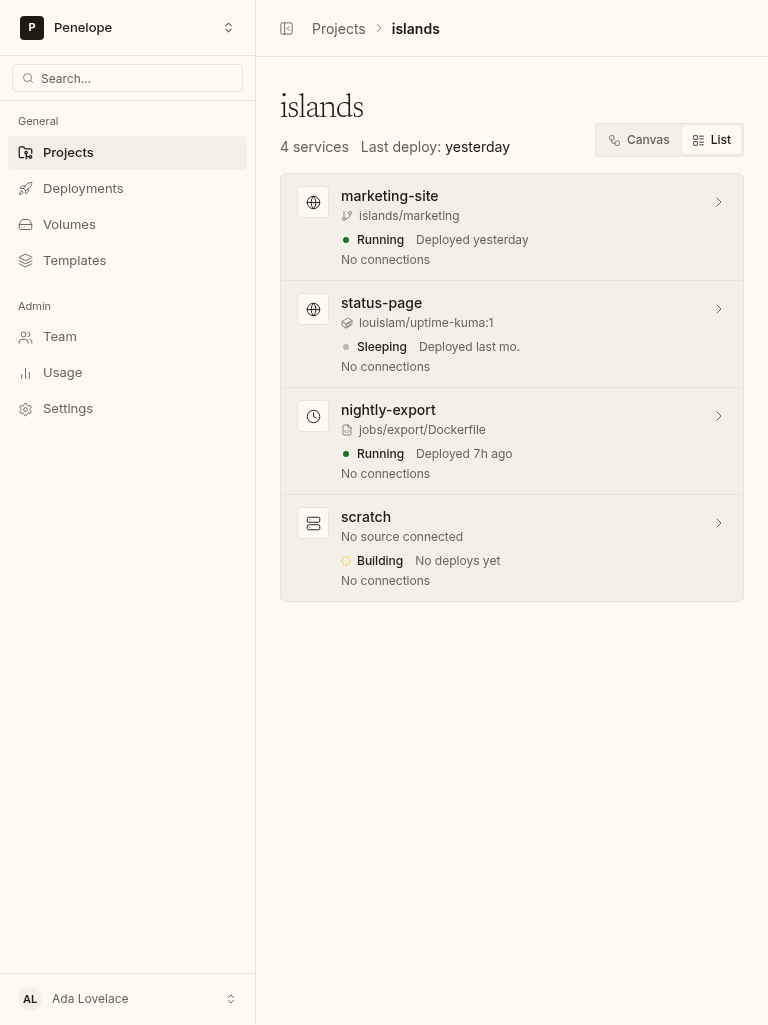 P Penelope
Search...
General
Projects
Deployments
Volumes
Templates
Admin
Team
Usage
Settings
AL Ada Lovelace
Projects > islands
islands
4 services Last deploy: yesterday
Canvas List
marketing-site
islands/marketing
Running Deployed yesterday
No connections
status-page
louislam/uptime-kuma:1
Sleeping Deployed last mo.
No connections
nightly-export
jobs/export/Dockerfile
Running Deployed 7h ago
No connections
scratch
No source connected
Building No deploys yet
No connections